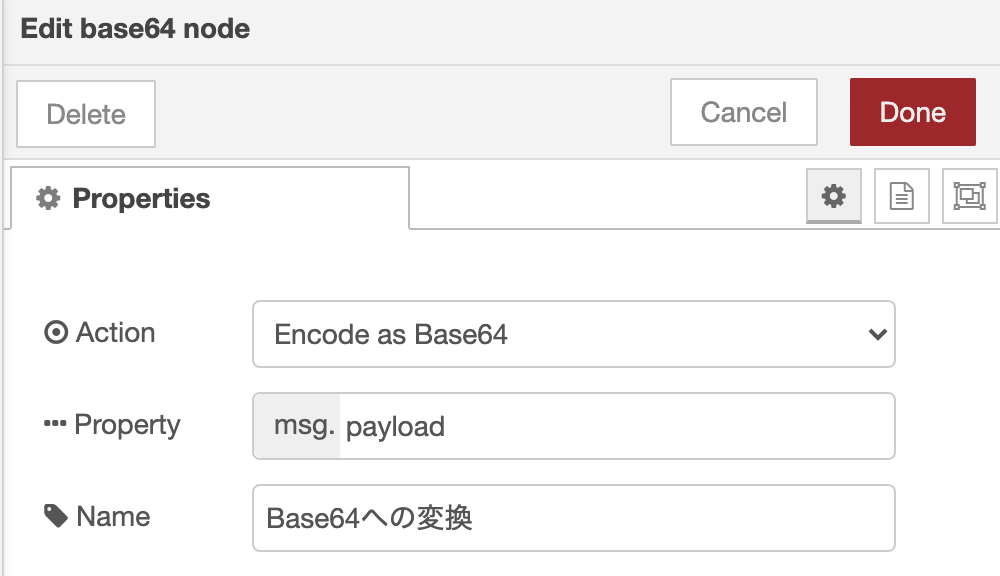 Edit base64 node
Delete
Cancel
Done
Properties
Action
Encode as Base64
Property
msg. payload
Name
Base64への変換